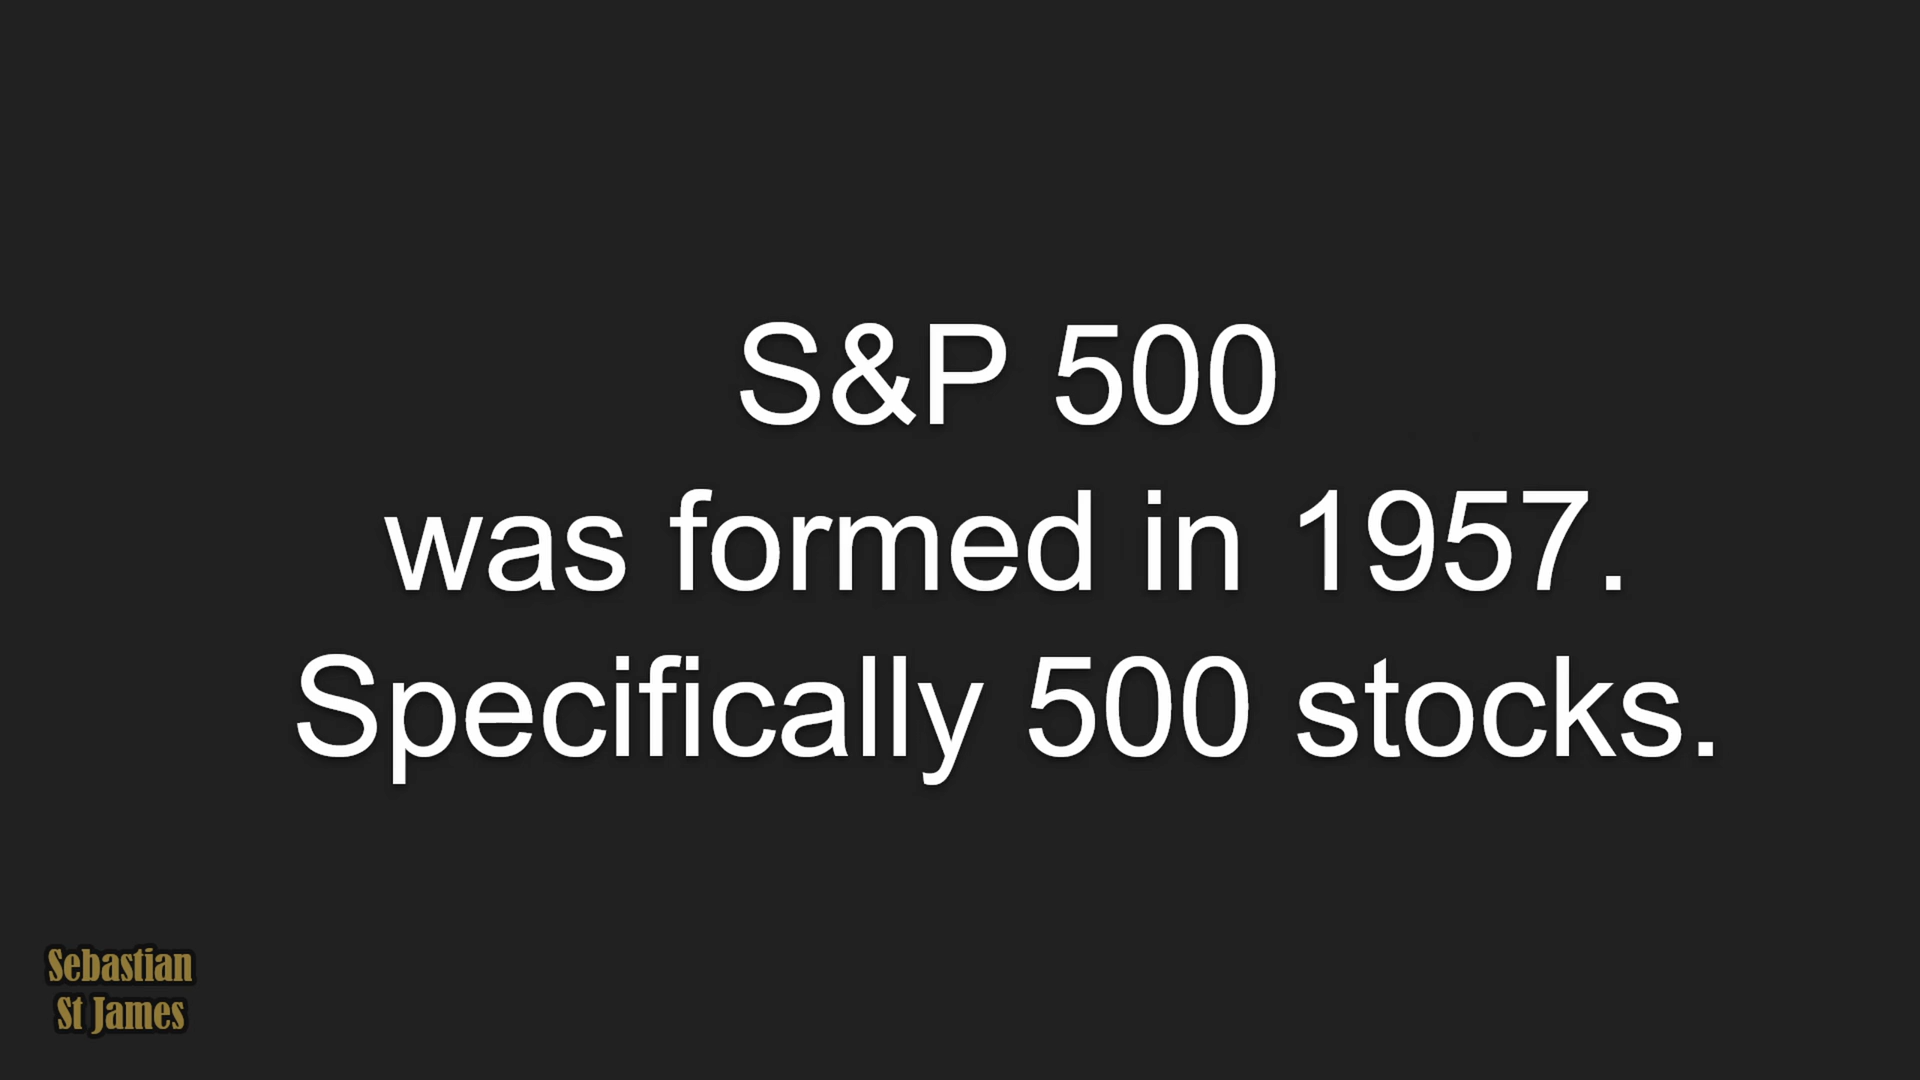 S&P 500
was formed in 1957.
Specifically 500 stocks.
Sebastian
St James